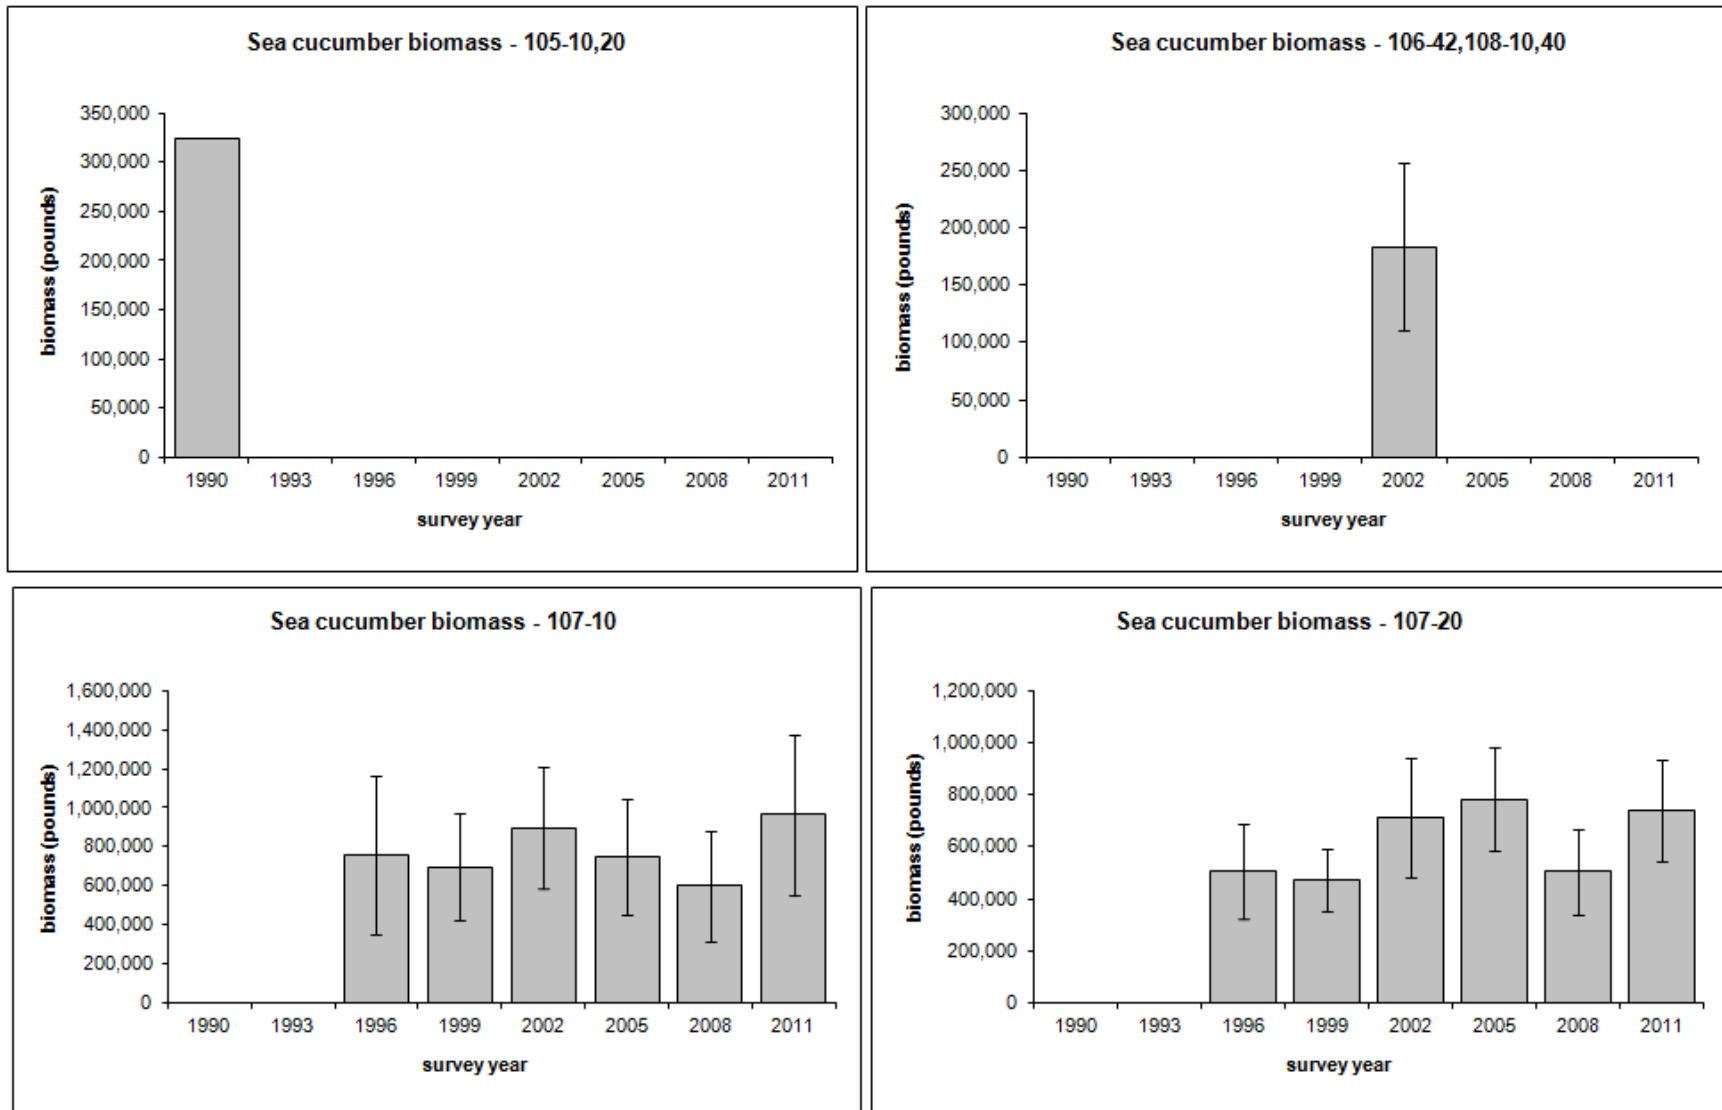 Sea cucumber biomass - 105-10,20
350,000
300,000
250,000
200,000
150,000
100,000
50,000
0
biomass (pounds)
1990 1993 1996 1999 2002 2005 2008 2011
survey year
Sea cucumber biomass - 106-42,108-10,40
300,000
250,000
200,000
150,000
100,000
50,000
0
biomass (pounds)
1990 1993 1996 1999 2002 2005 2008 2011
survey year
Sea cucumber biomass - 107-10
1,600,000
1,400,000
1,200,000
1,000,000
800,000
600,000
400,000
200,000
0
biomass (pounds)
1990 1993 1996 1999 2002 2005 2008 2011
survey year
Sea cucumber biomass - 107-20
1,200,000
1,000,000
800,000
600,000
400,000
200,000
0
biomass (pounds)
1990 1993 1996 1999 2002 2005 2008 2011
survey year